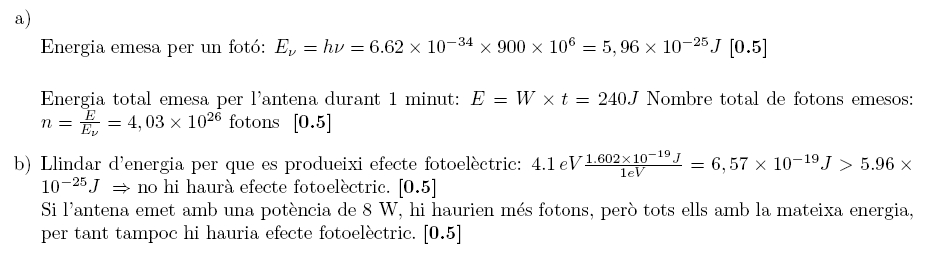 a)
Energia emesa per un fotó: $E_\nu = h\nu = 6.62 \times 10^{-34} \times 900 \times 10^6 = 5,96 \times 10^{-25} J$ [0.5]
Energia total emesa per l'antena durant 1 minut: $E = W \times t = 240J$ Nombre total de fotons emesos:
$n = \frac{E}{E_\nu} = 4,03 \times 10^{26}$ fotons [0.5]
b) Llindar d'energia per que es produeixi efecte fotoelèctric: $4.1\,eV \frac{1.602 \times 10^{-19} J}{1eV} = 6,57 \times 10^{-19} J > 5.96 \times$
$10^{-25} J$ ⇒ no hi haurà efecte fotoelèctric. [0.5]
Si l'antena emet amb una potència de 8 W, hi haurien més fotons, però tots ells amb la mateixa energia,
per tant tampoc hi hauria efecte fotoelèctric. [0.5]